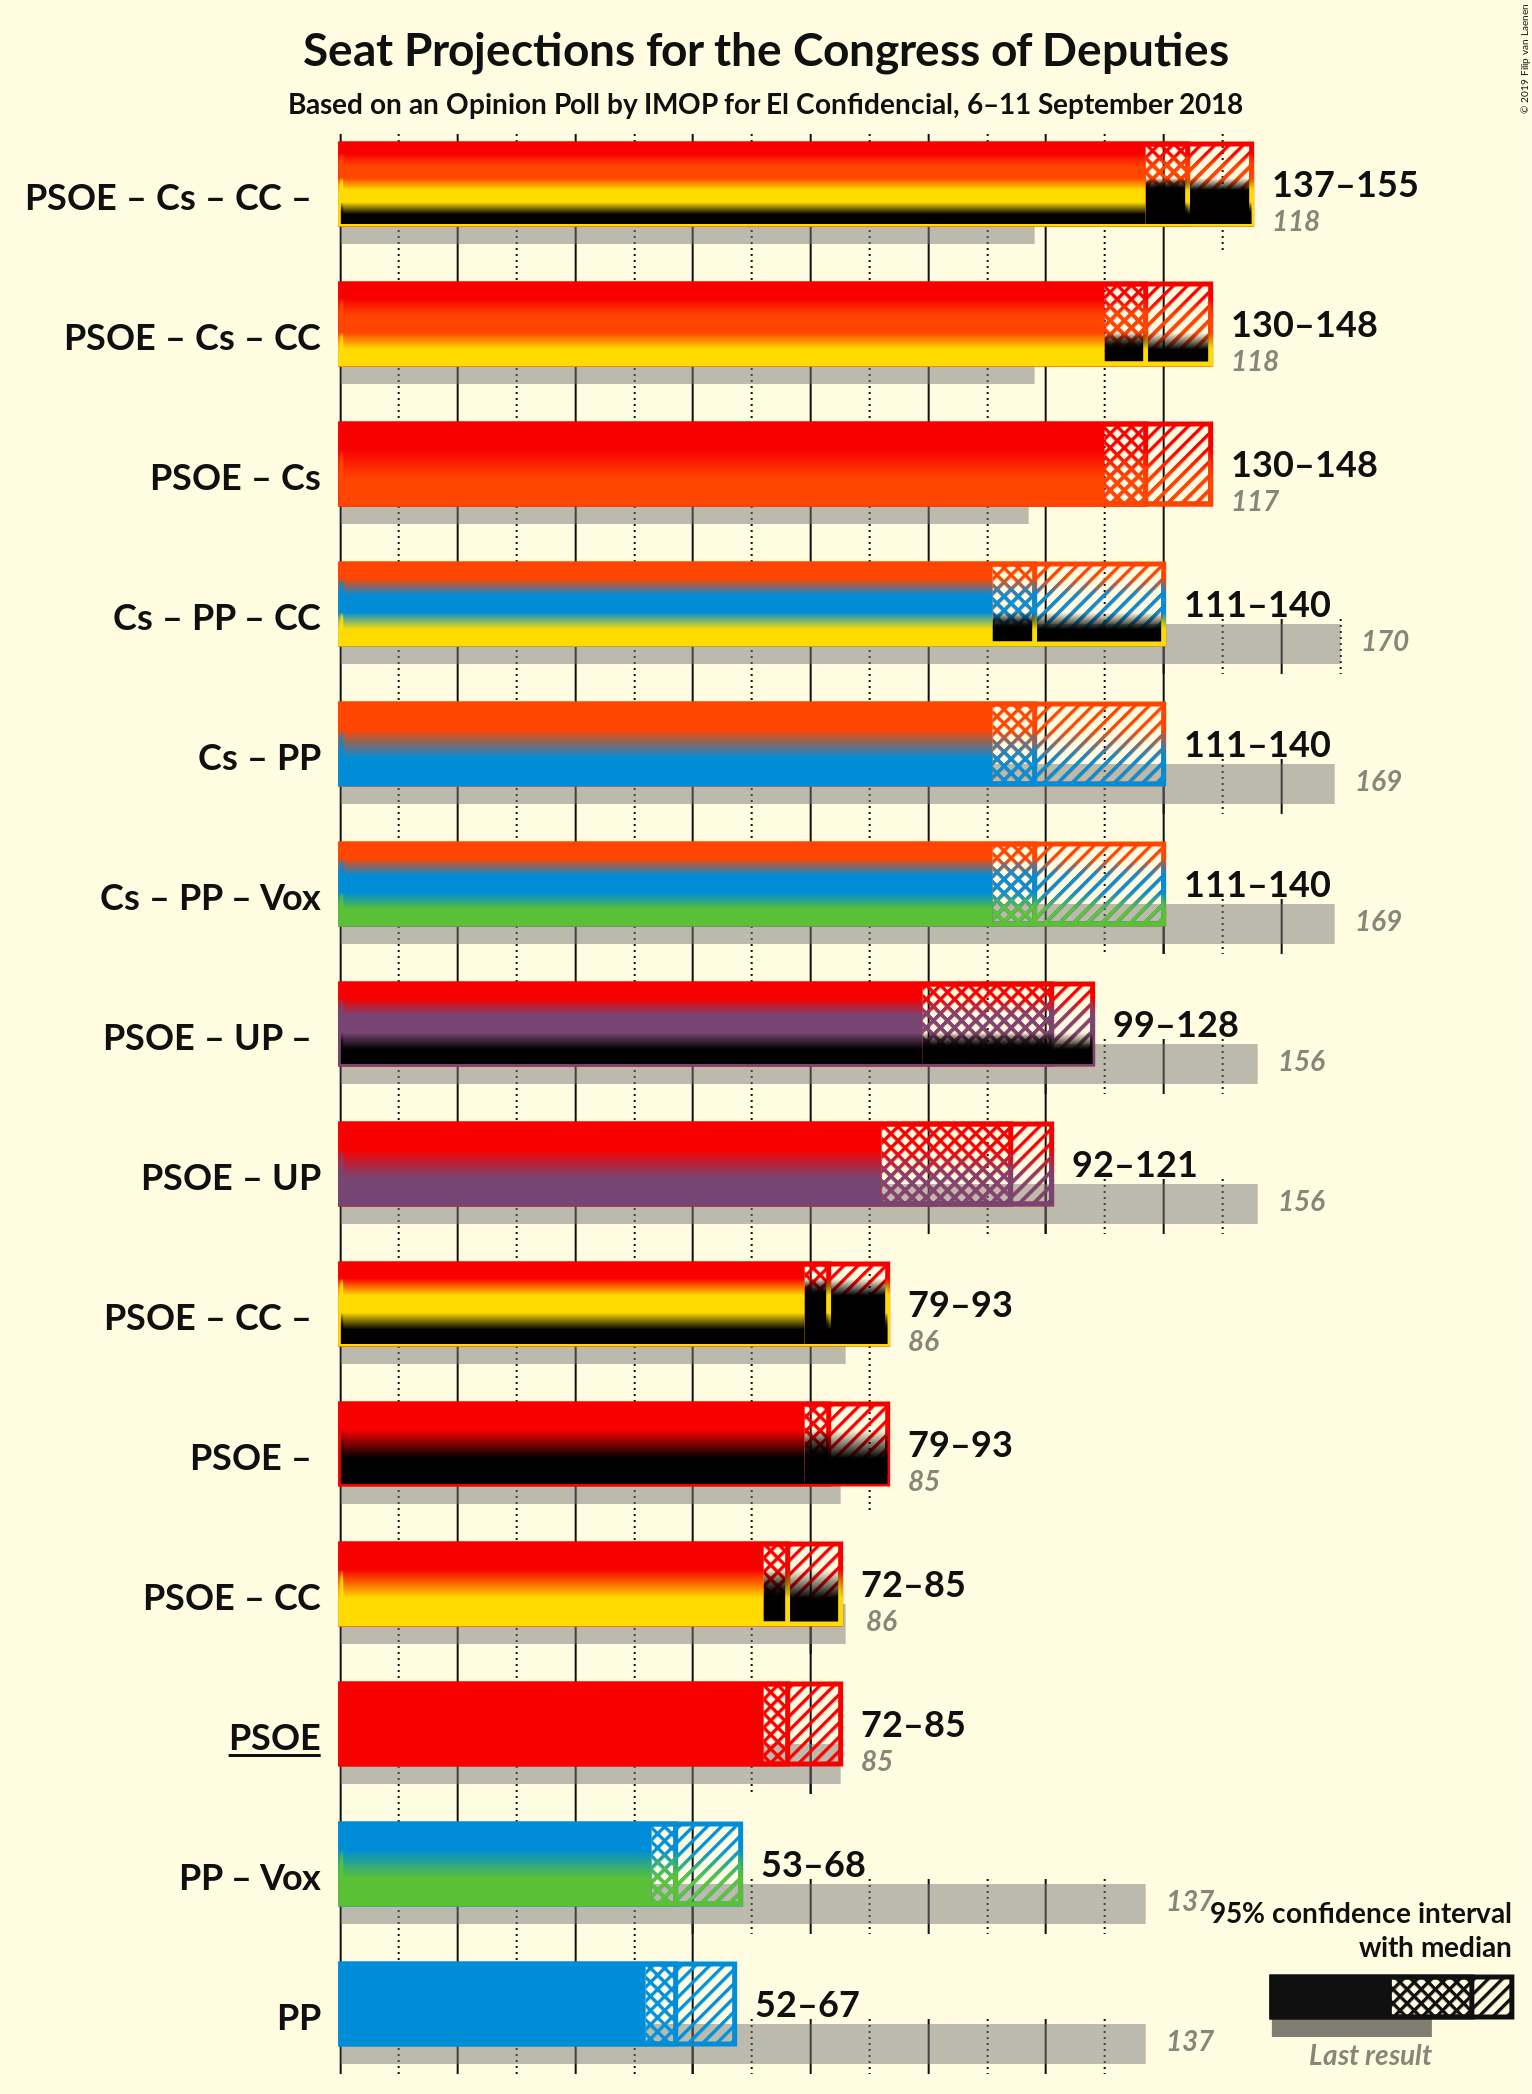 Seat Projections for the Congress of Deputies
Based on an Opinion Poll by IMOP for El Confidencial, 6–11 September 2018
© 2019 Filip van Laenen
PSOE – Cs – CC –
137–155
118
PSOE – Cs – CC
130–148
118
PSOE – Cs
130–148
117
Cs – PP – CC
111–140
170
Cs – PP
111–140
169
Cs – PP – Vox
111–140
169
PSOE – UP –
99–128
156
PSOE – UP
92–121
156
PSOE – CC –
79–93
86
PSOE –
79–93
85
PSOE – CC
72–85
86
PSOE
72–85
85
PP – Vox
53–68
137
PP
52–67
137
95% confidence interval
with median
Last result